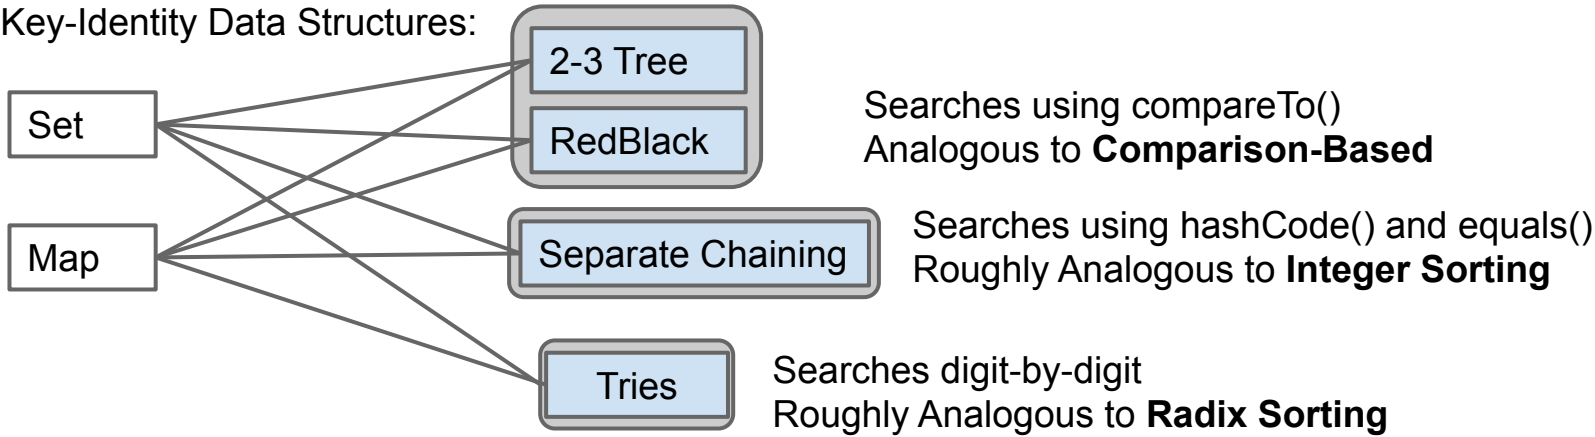 Key-Identity Data Structures:
2-3 Tree
Set
RedBlack
Searches using compareTo()
Analogous to Comparison-Based
Map
Separate Chaining
Searches using hashCode() and equals()
Roughly Analogous to Integer Sorting
Tries
Searches digit-by-digit
Roughly Analogous to Radix Sorting